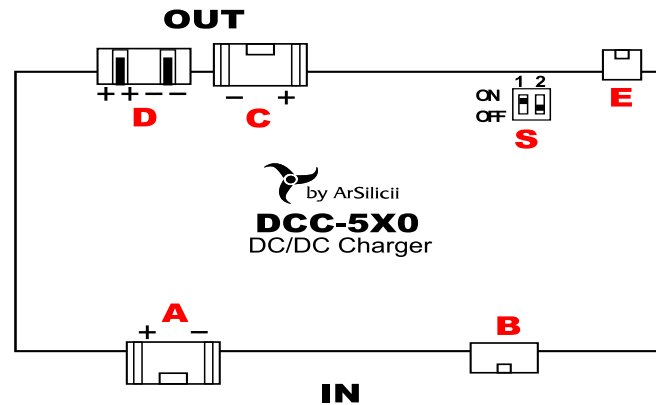 OUT
+ + − −
D
− +
C
1 2
ON
OFF
S
E
by ArSilicii
DCC-5X0
DC/DC Charger
A
+ −
B
IN